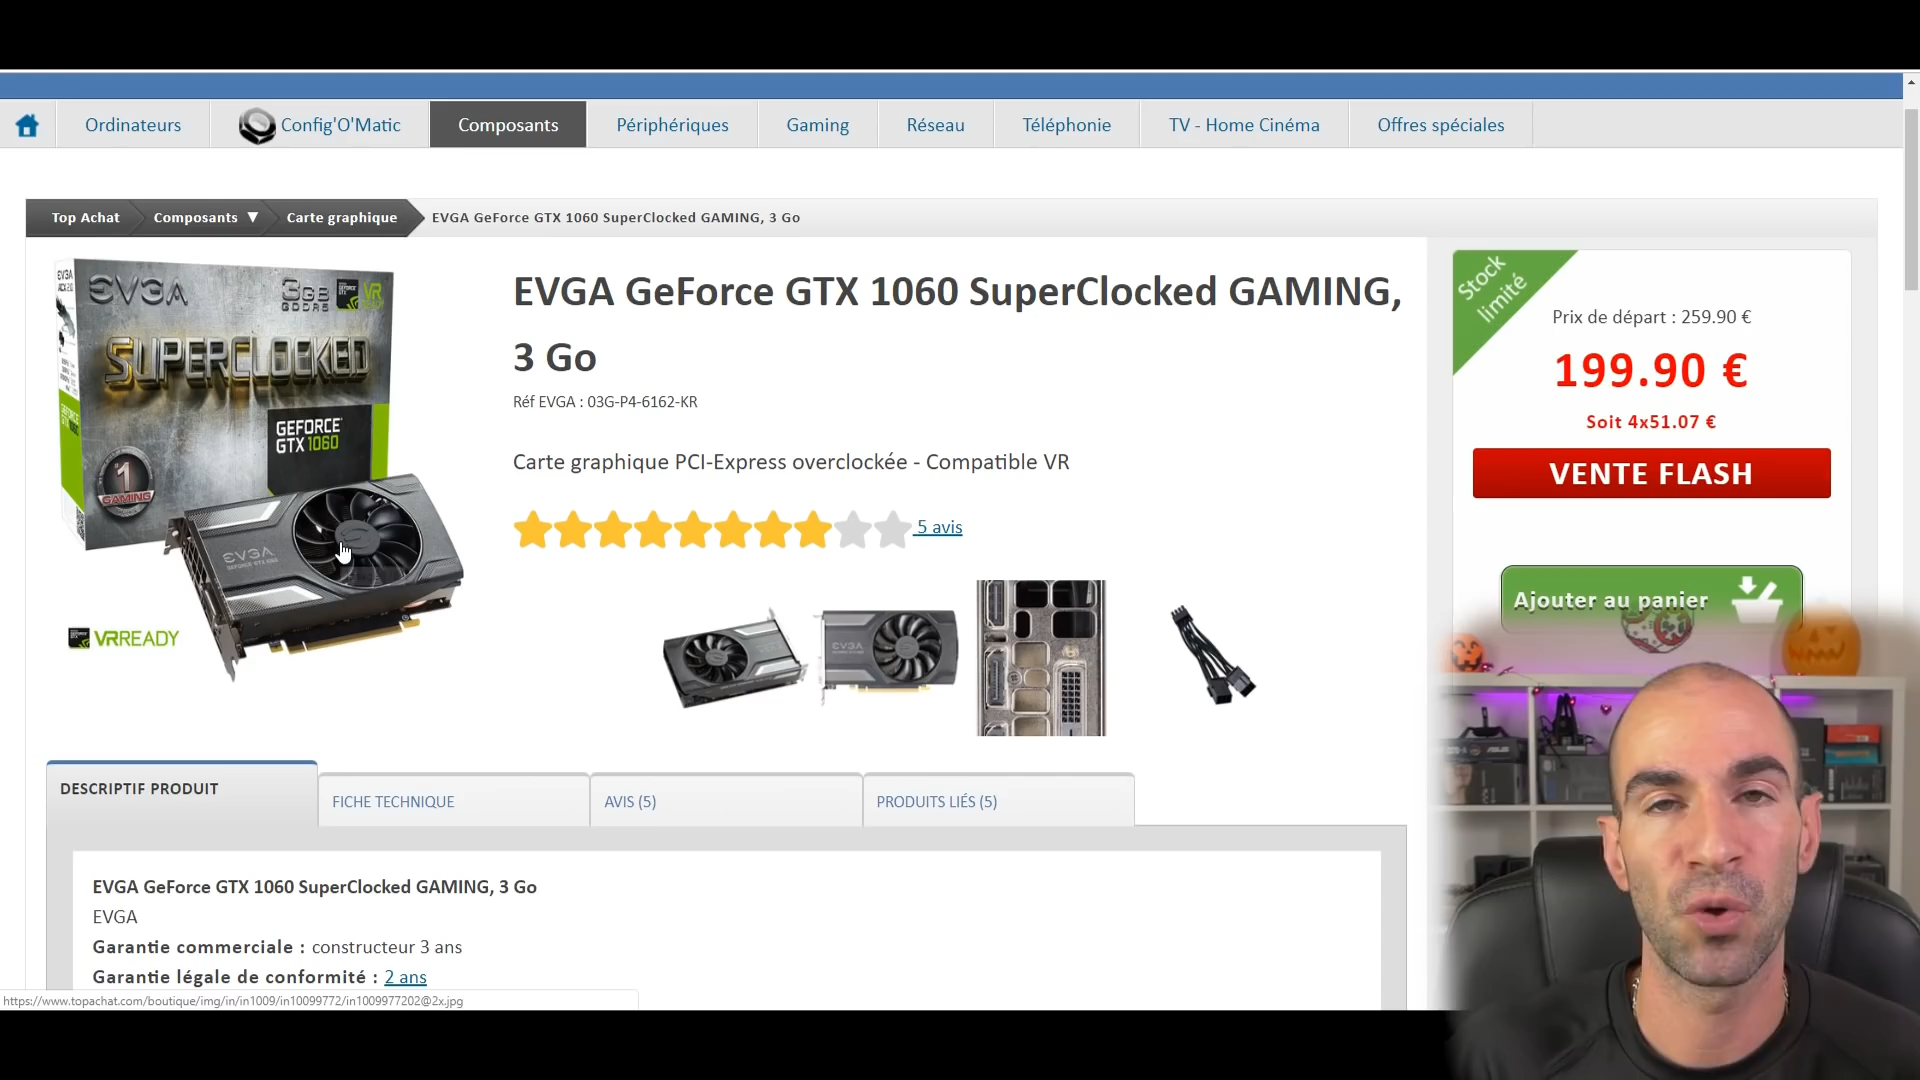 Ordinateurs
Config'O'Matic
Composants
Périphériques
Gaming
Réseau
Téléphonie
TV - Home Cinéma
Offres spéciales
Top Achat
Composants ▼
Carte graphique
EVGA GeForce GTX 1060 SuperClocked GAMING, 3 Go
EVGA
3GB
GDDR5
VR
SUPERCLOCKED
GEFORCE
GTX 1060
#1
GAMING
EVGA
VRREADY
EVGA GeForce GTX 1060 SuperClocked GAMING,
3 Go
Réf EVGA : 03G-P4-6162-KR
Carte graphique PCI-Express overclockée - Compatible VR
5 avis
EVGA
Stock
limité
Prix de départ : 259.90 €
199.90 €
Soit 4x51.07 €
VENTE FLASH
Ajouter au panier
DESCRIPTIF PRODUIT
FICHE TECHNIQUE
AVIS (5)
PRODUITS LIÉS (5)
EVGA GeForce GTX 1060 SuperClocked GAMING, 3 Go
EVGA
Garantie commerciale : constructeur 3 ans
Garantie légale de conformité : 2 ans
https://www.topachat.com/boutique/img/in/in1009/in10099772/in1009977202@2x.jpg